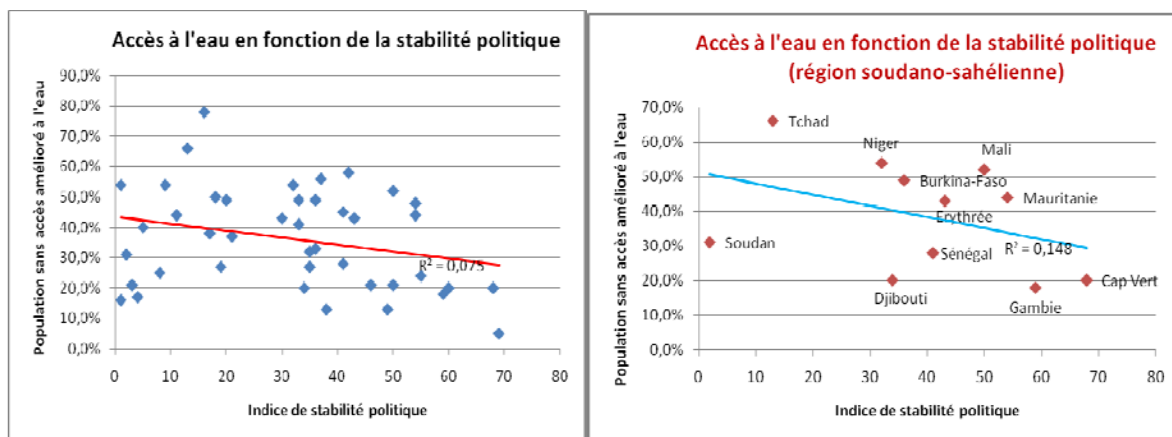 Accès à l'eau en fonction de la stabilité politique
Population sans accès amélioré à l'eau
90,0%
80,0%
70,0%
60,0%
50,0%
40,0%
30,0%
20,0%
10,0%
0,0%
R² = 0,075
0 10 20 30 40 50 60 70 80
Indice de stabilité politique
Accès à l'eau en fonction de la stabilité politique
(région soudano-sahélienne)
Population sans accès amélioré à l'eau
70,0%
60,0%
50,0%
40,0%
30,0%
20,0%
10,0%
0,0%
Tchad
Niger
Mali
Burkina-Faso
Mauritanie
Erythrée
Soudan
Sénégal
R² = 0,148
Djibouti
Gambie
Cap Vert
0 10 20 30 40 50 60 70 80
Indice de stabilité politique